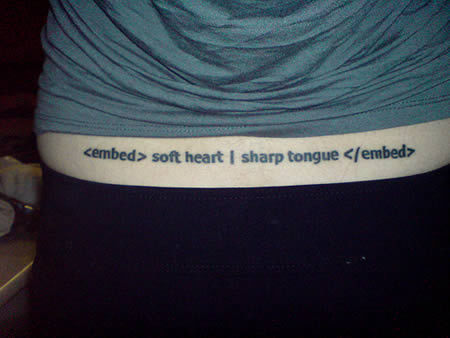 <embed> soft heart | sharp tongue </embed>